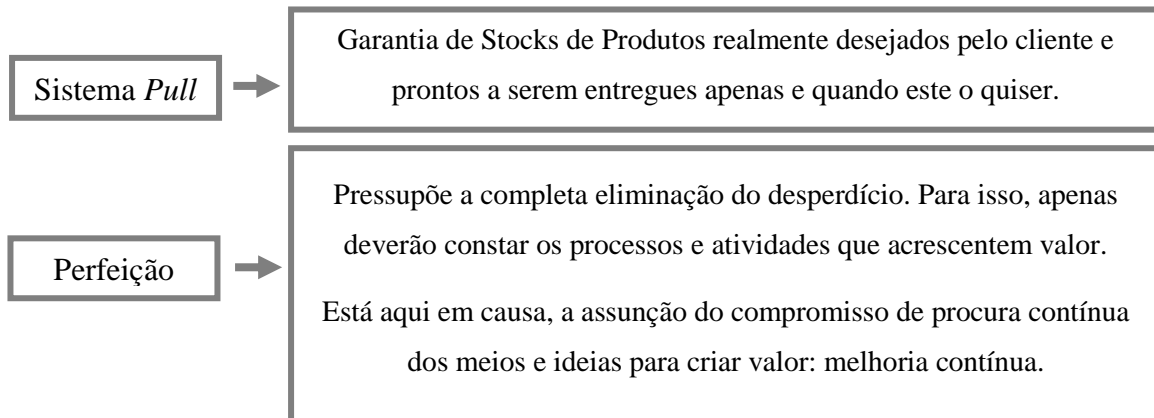 Sistema Pull
Garantia de Stocks de Produtos realmente desejados pelo cliente e
prontos a serem entregues apenas e quando este o quiser.
Perfeição
Pressupõe a completa eliminação do desperdício. Para isso, apenas
deverão constar os processos e atividades que acrescentem valor.
Está aqui em causa, a assunção do compromisso de procura contínua
dos meios e ideias para criar valor: melhoria contínua.